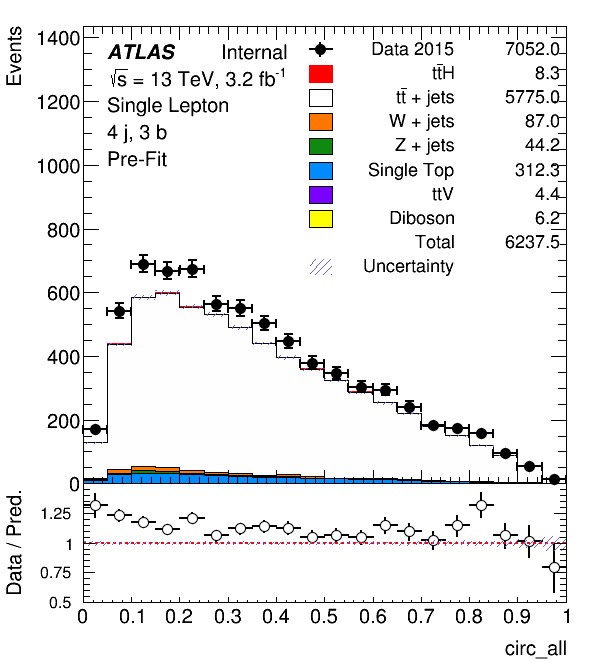 Events
1400
1200
1000
800
600
400
200
0
ATLAS Internal
√s = 13 TeV, 3.2 fb⁻¹
Single Lepton
4 j, 3 b
Pre-Fit
Data 2015 7052.0
tt̄H 8.3
tt̄ + jets 5775.0
W + jets 87.0
Z + jets 44.2
Single Top 312.3
ttV 4.4
Diboson 6.2
Total 6237.5
Uncertainty
Data / Pred.
1.25
1
0.75
0.5
0 0.1 0.2 0.3 0.4 0.5 0.6 0.7 0.8 0.9 1
circ_all